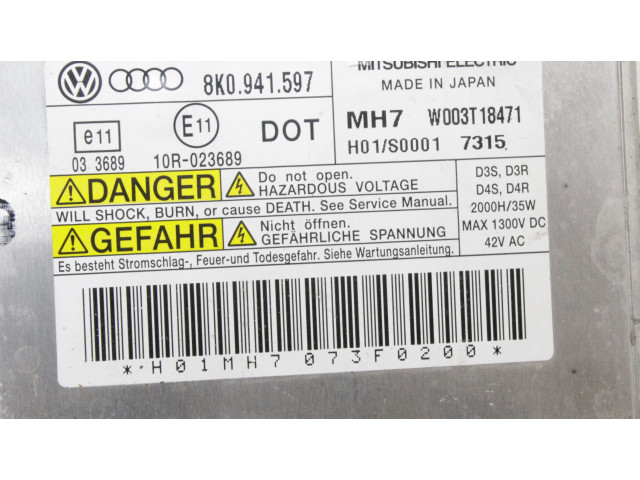 MITSUBISHI ELECTRIC
8K0.941.597
MADE IN JAPAN
e11
E11
DOT
MH7 W003T18471
03 3689
10R-023689
H01/S0001 7315
DANGER
Do not open.
HAZARDOUS VOLTAGE
WILL SHOCK, BURN, or cause DEATH. See Service Manual.
GEFAHR
Nicht öffnen.
GEFÄHRLICHE SPANNUNG
Es besteht Stromschlag-, Feuer-und Todesgefahr. Siehe Wartungsanleitung.
D3S, D3R
D4S, D4R
2000H/35W
MAX 1300V DC
42V AC
*H01MH7073F0200*